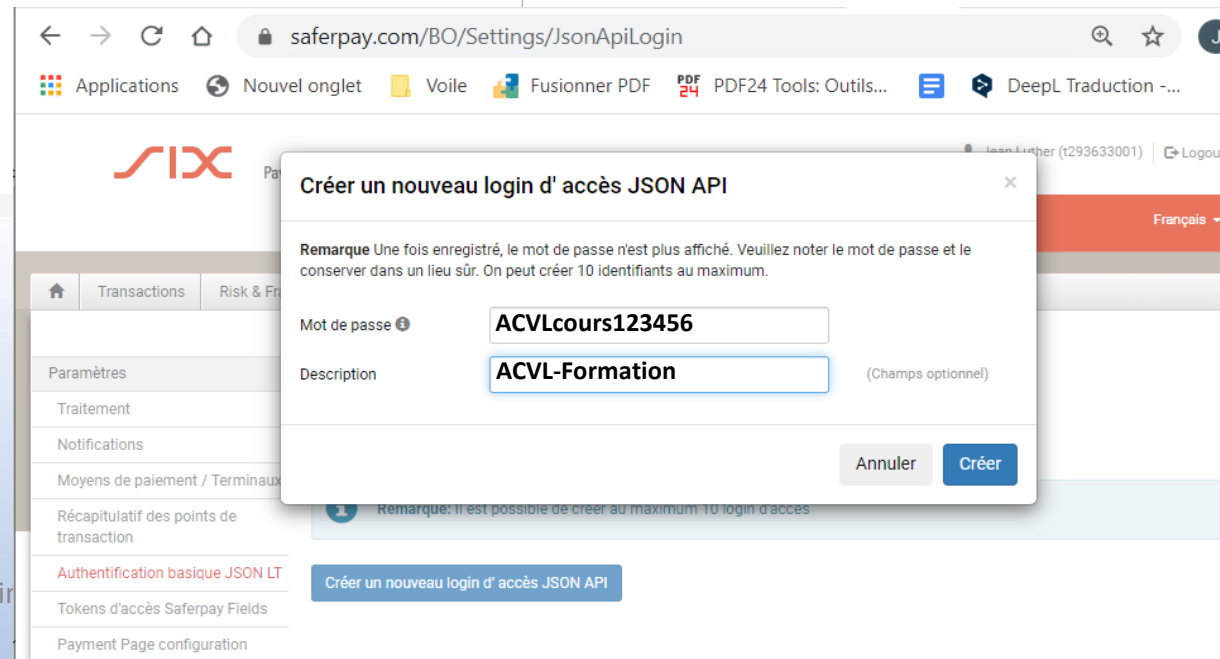 saferpay.com/BO/Settings/JsonApiLogin
Applications Nouvel onglet Voile Fusionner PDF PDF24 Tools: Outils... DeepL Traduction -...
SIX
Jean Luther (t293633001) Logou
Créer un nouveau login d' accès JSON API
×
Français
Remarque Une fois enregistré, le mot de passe n'est plus affiché. Veuillez noter le mot de passe et le
conserver dans un lieu sûr. On peut créer 10 identifiants au maximum.
Transactions Risk & Fra
Mot de passe ACVLcours123456
Description ACVL-Formation (Champs optionnel)
Paramètres
Traitement
Notifications
Annuler Créer
Moyens de paiement / Terminaux
Remarque: Il est possible de créer au maximum 10 login d'accès
Récapitulatif des points de
transaction
Authentification basique JSON LT
Créer un nouveau login d' accès JSON API
Tokens d'accès Saferpay Fields
Payment Page configuration